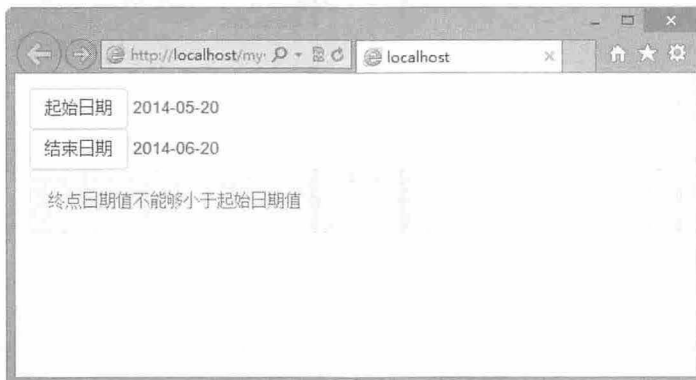 http://localhost/my
localhost
起始日期 2014-05-20
结束日期 2014-06-20
终点日期值不能够小于起始日期值